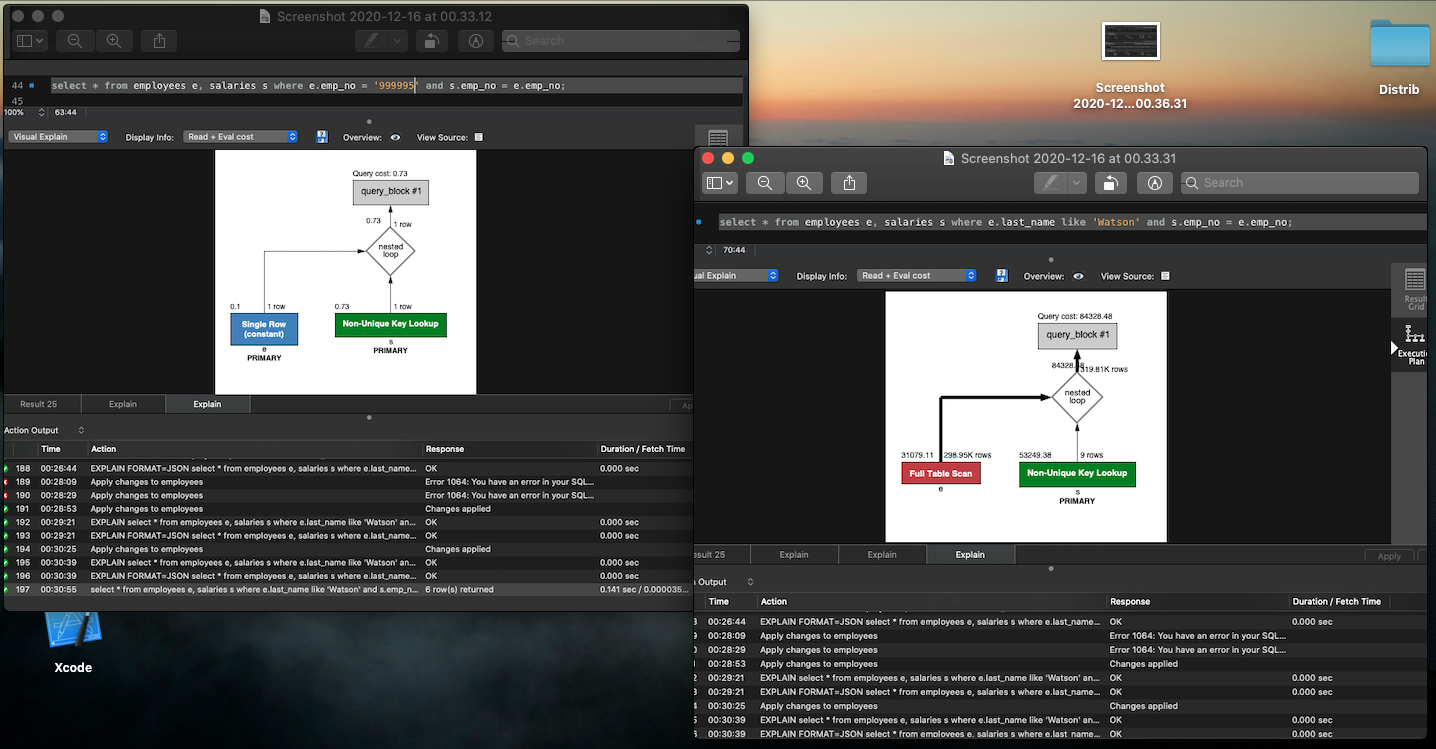 Screenshot 2020-12-16 at 00.33.12
Search
44 select * from employees e, salaries s where e.emp_no = '999995' and s.emp_no = e.emp_no;
45
100% 63:44
Visual Explain Display Info: Read + Eval cost Overview: View Source:
Query cost: 0.73
query_block #1
0.73 1 row
nested
loop
0.1 1 row 0.73 1 row
Single Row
(constant)
Non-Unique Key Lookup
e
PRIMARY
s
PRIMARY
Result 25 Explain Explain Ap
Action Output
Time Action Response Duration / Fetch Time
188 00:26:44 EXPLAIN FORMAT=JSON select * from employees e, salaries s where e.last_name... OK 0.000 sec
189 00:28:09 Apply changes to employees Error 1064: You have an error in your SQL...
190 00:28:29 Apply changes to employees Error 1064: You have an error in your SQL...
191 00:28:53 Apply changes to employees Changes applied
192 00:29:21 EXPLAIN select * from employees e, salaries s where e.last_name like 'Watson' an... OK 0.000 sec
193 00:29:21 EXPLAIN FORMAT=JSON select * from employees e, salaries s where e.last_name... OK 0.000 sec
194 00:30:25 Apply changes to employees Changes applied
195 00:30:39 EXPLAIN select * from employees e, salaries s where e.last_name like 'Watson' an... OK 0.000 sec
196 00:30:39 EXPLAIN FORMAT=JSON select * from employees e, salaries s where e.last_name... OK 0.000 sec
197 00:30:55 select * from employees e, salaries s where e.last_name like 'Watson' and s.emp_n... 6 row(s) returned 0.141 sec / 0.000035...
Xcode
Screenshot
2020-12...00.36.31
Distrib
Screenshot 2020-12-16 at 00.33.31
Search
select * from employees e, salaries s where e.last_name like 'Watson' and s.emp_no = e.emp_no;
70:44
ual Explain Display Info: Read + Eval cost Overview: View Source:
Result
Grid
Executi
Plan
Query cost: 84328.48
query_block #1
84328.48 319.81K rows
nested
loop
31079.11 298.95K rows 53249.38 9 rows
Full Table Scan
Non-Unique Key Lookup
e
s
PRIMARY
esult 25 Explain Explain Explain Apply
n Output
Time Action Response Duration / Fetch Time
00:26:44 EXPLAIN FORMAT=JSON select * from employees e, salaries s where e.last_name... OK 0.000 sec
00:28:09 Apply changes to employees Error 1064: You have an error in your SQL...
00:28:29 Apply changes to employees Error 1064: You have an error in your SQL...
00:28:53 Apply changes to employees Changes applied
00:29:21 EXPLAIN select * from employees e, salaries s where e.last_name like 'Watson' an... OK 0.000 sec
00:29:21 EXPLAIN FORMAT=JSON select * from employees e, salaries s where e.last_name... OK 0.000 sec
00:30:25 Apply changes to employees Changes applied
00:30:39 EXPLAIN select * from employees e, salaries s where e.last_name like 'Watson' an... OK 0.000 sec
00:30:39 EXPLAIN FORMAT=JSON select * from employees e, salaries s where e.last_name... OK 0.000 sec